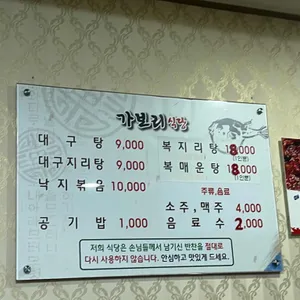 가보리식당
대구탕 9,000
복지리탕 18,000
(1인분)
대구지리탕 9,000
복매운탕 18,000
(1인분)
낙지볶음 10,000
주류,음료
소주,맥주 4,000
공기밥 1,000
음료수 2,000
저희 식당은 손님들께서 남기신 반찬을 절대로
다시 사용하지 않습니다. 안심하고 맛있게 드세요.